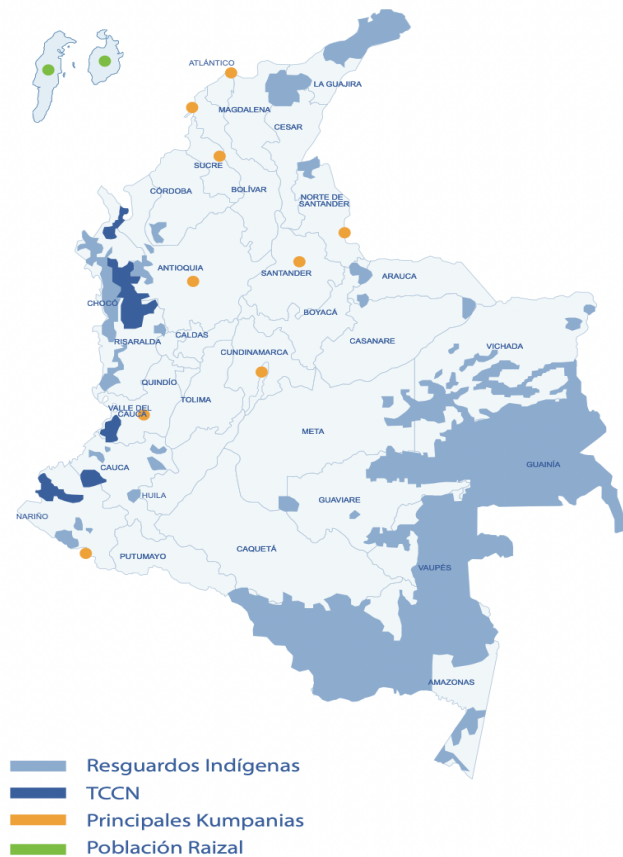 ATLÁNTICO
LA GUAJIRA
MAGDALENA
CESAR
SUCRE
CÓRDOBA
BOLÍVAR
NORTE DE
SANTANDER
ANTIOQUIA
SANTANDER
ARAUCA
CHOCÓ
BOYACÁ
RISARALDA
CALDAS
CASANARE
VICHADA
CUNDINAMARCA
QUINDÍO
TOLIMA
VALLE DEL
CAUCA
META
CAUCA
GUAINÍA
HUILA
GUAVIARE
NARIÑO
CAQUETÁ
PUTUMAYO
VAUPÉS
AMAZONAS
Resguardos Indígenas
TCCN
Principales Kumpanias
Población Raizal